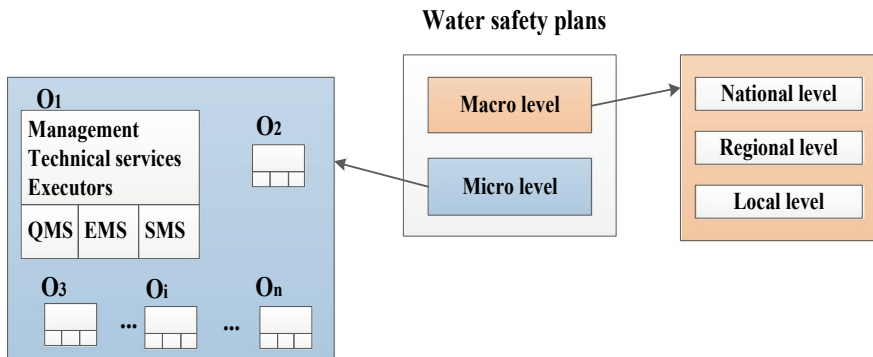 Water safety plans
O1
Management
Technical services
Executors
QMS EMS SMS
O2
O3
...
Oi
...
On
Macro level
Micro level
National level
Regional level
Local level